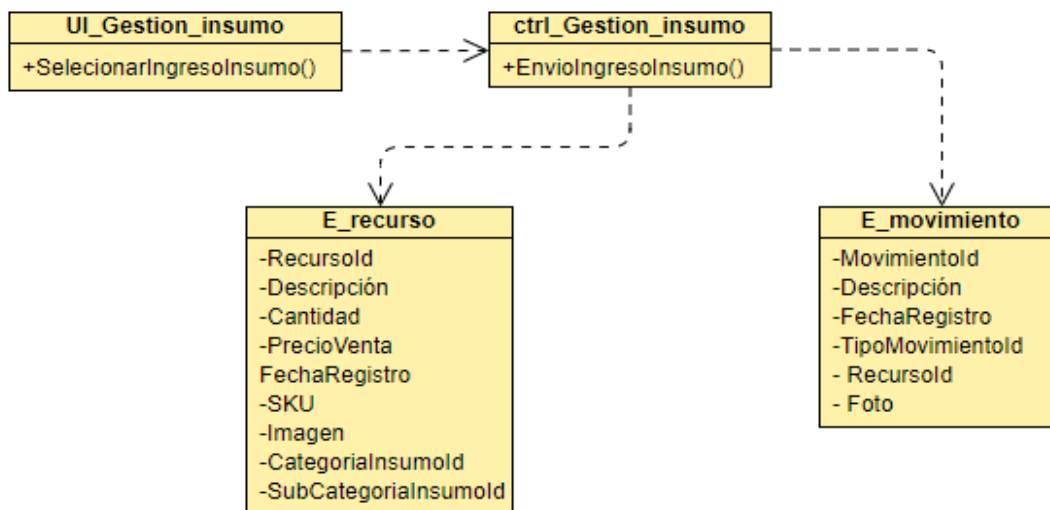 UI_Gestion_insumo
+SelecionarIngresoInsumo()
ctrl_Gestion_insumo
+EnvioIngresoInsumo()
E_recurso
-RecursoId
-Descripción
-Cantidad
-PrecioVenta
FechaRegistro
-SKU
-Imagen
-CategoriaInsumoId
-SubCategoriaInsumoId
E_movimiento
-MovimientoId
-Descripción
-FechaRegistro
-TipoMovimientoId
- RecursoId
- Foto